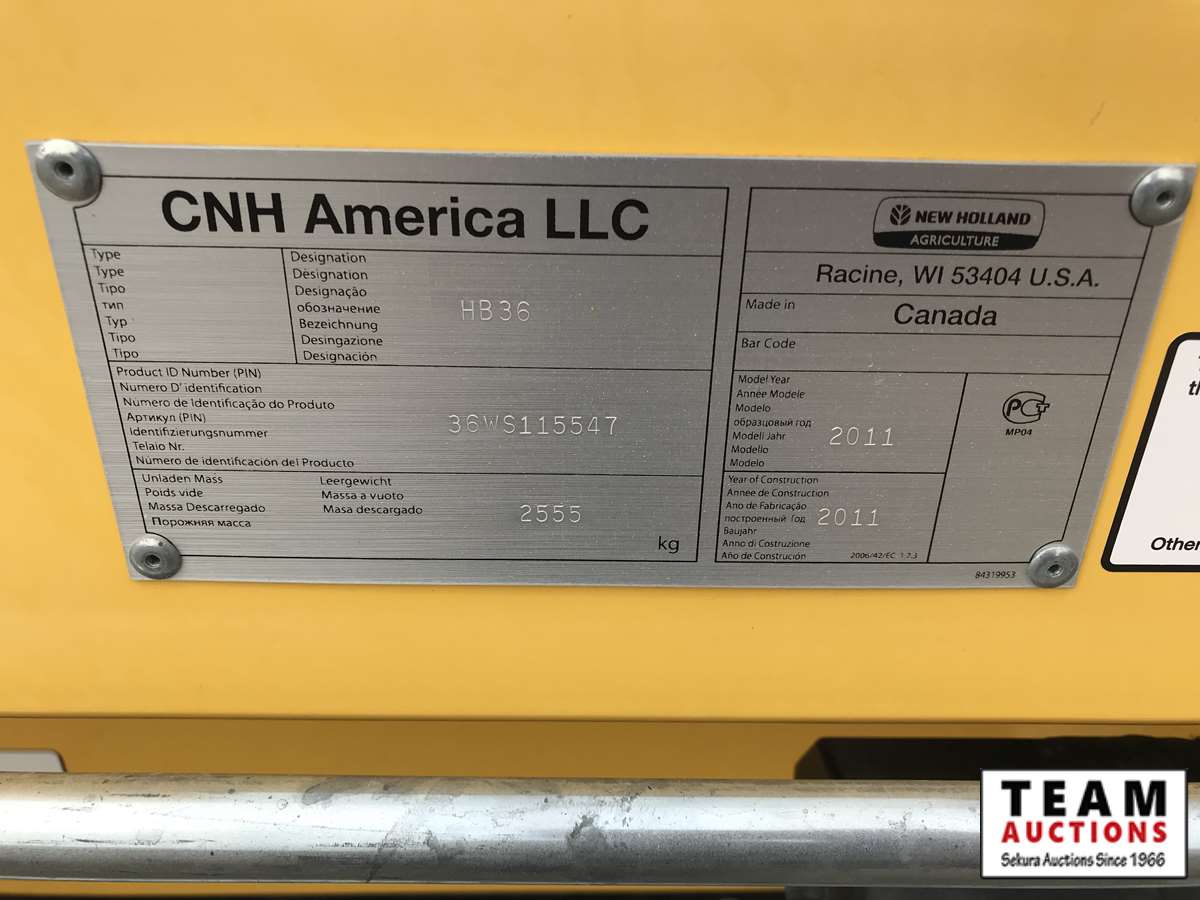 CNH America LLC
Type
Type
Tipo
тип
Typ
Tipo
Tipo
Designation
Désignation
Designação
обозначение
Bezeichnung
Desingazione
Designación
HB36
Product ID Number (PIN)
Numero D'identification
Número de Identificação do Produto
Артикул (PIN)
Identifizierungsnummer
Telaio Nr.
Número de identificación del Producto
36WS115547
Unladen Mass
Poids vide
Massa Descarregado
Порожняя масса
Leergewicht
Massa a vuoto
Masa descargado
2555
kg
NEW HOLLAND
AGRICULTURE
Racine, WI 53404 U.S.A.
Made in
Canada
Bar Code
Model Year
Année Modele
Modelo
образцовый год
Modell Jahr
Modello
Modelo
2011
РСТ
MP04
Year of Construction
Annee de Construction
Ano de Fabricação
построенный Год
Baujahr
Anno di Costruzione
Año de Construción
2011
2006/42/EC 1.7.3
84319953
th
Other
TEAM
AUCTIONS
Sekura Auctions Since 1966